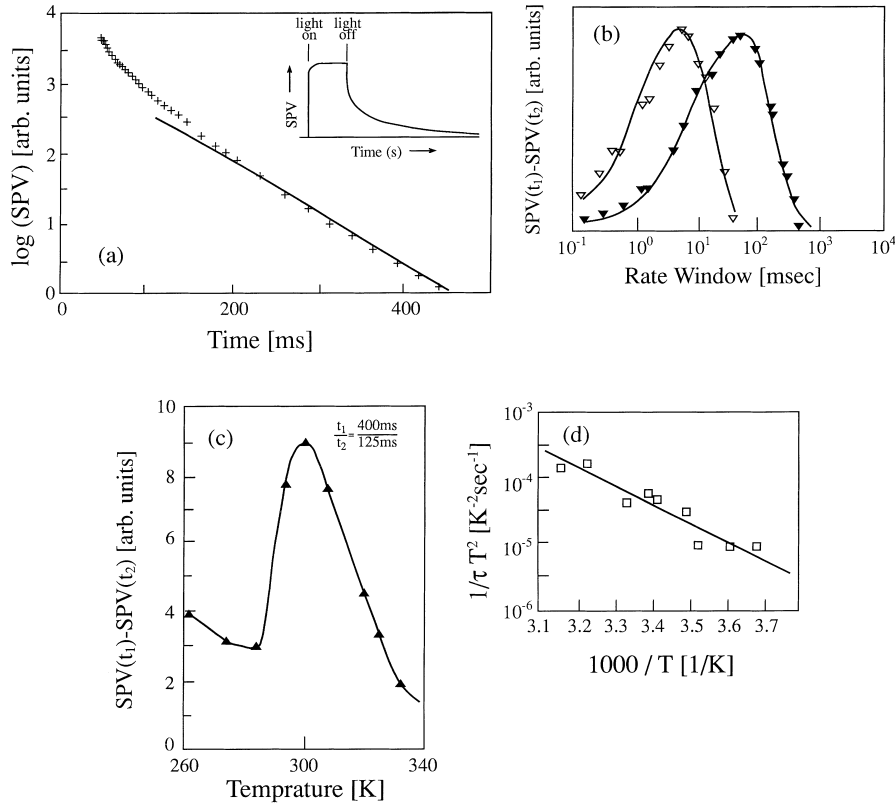 log (SPV) [arb. units]
4
3
2
1
0
0
200
400
Time [ms]
(a)
light light
on off
SPV
Time (s)
SPV(t1)-SPV(t2) [arb. units]
(b)
10-1 100 101 102 103 104
Rate Window [msec]
SPV(t1)-SPV(t2) [arb. units]
10
8
6
4
2
0
260 300 340
Temprature [K]
(c)
t1/t2=400ms/125ms
1/τ T2 [K-2sec-1]
10-3
10-4
10-5
10-6
3.1 3.2 3.3 3.4 3.5 3.6 3.7
1000 / T [1/K]
(d)